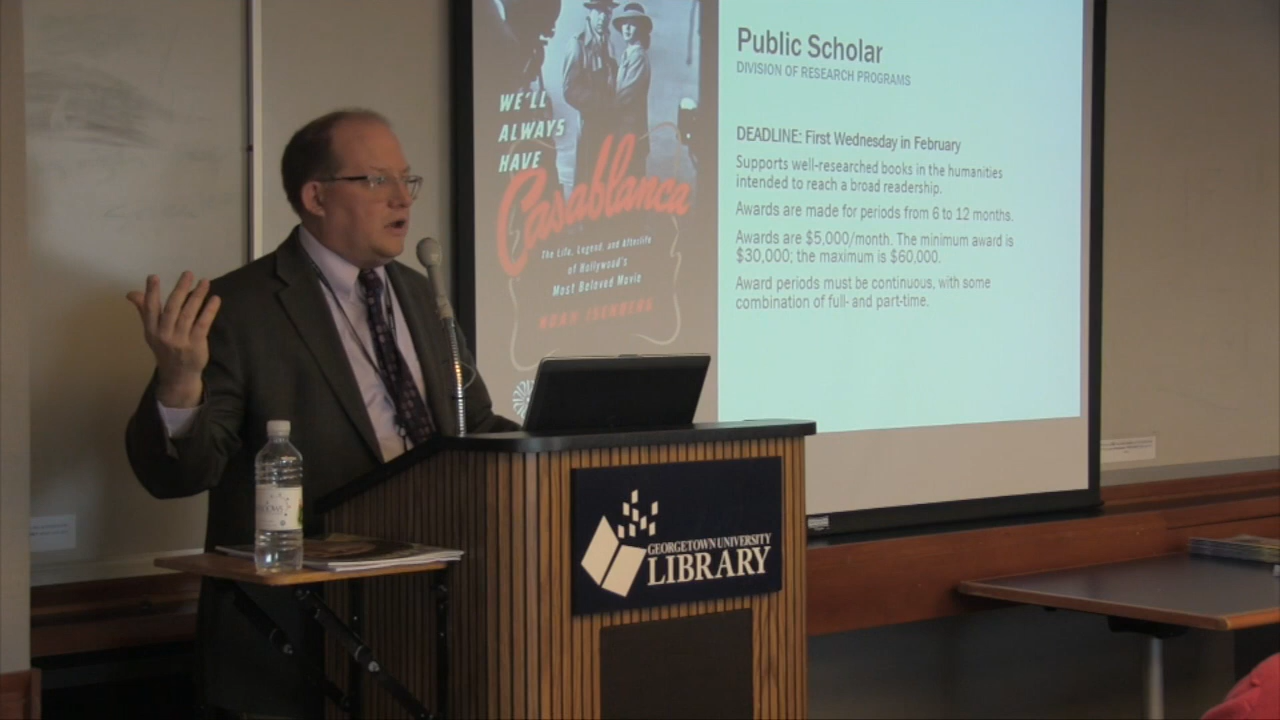 WE'LL
ALWAYS
HAVE
Casablanca
The Life, Legend, and Afterlife
of Hollywood's
Most Beloved Movie
NOAH ISENBERG
Public Scholar
DIVISION OF RESEARCH PROGRAMS
DEADLINE: First Wednesday in February
Supports well-researched books in the humanities
intended to reach a broad readership.
Awards are made for periods from 6 to 12 months.
Awards are $5,000/month. The minimum award is
$30,000; the maximum is $60,000.
Award periods must be continuous, with some
combination of full- and part-time.
GEORGETOWN UNIVERSITY
LIBRARY